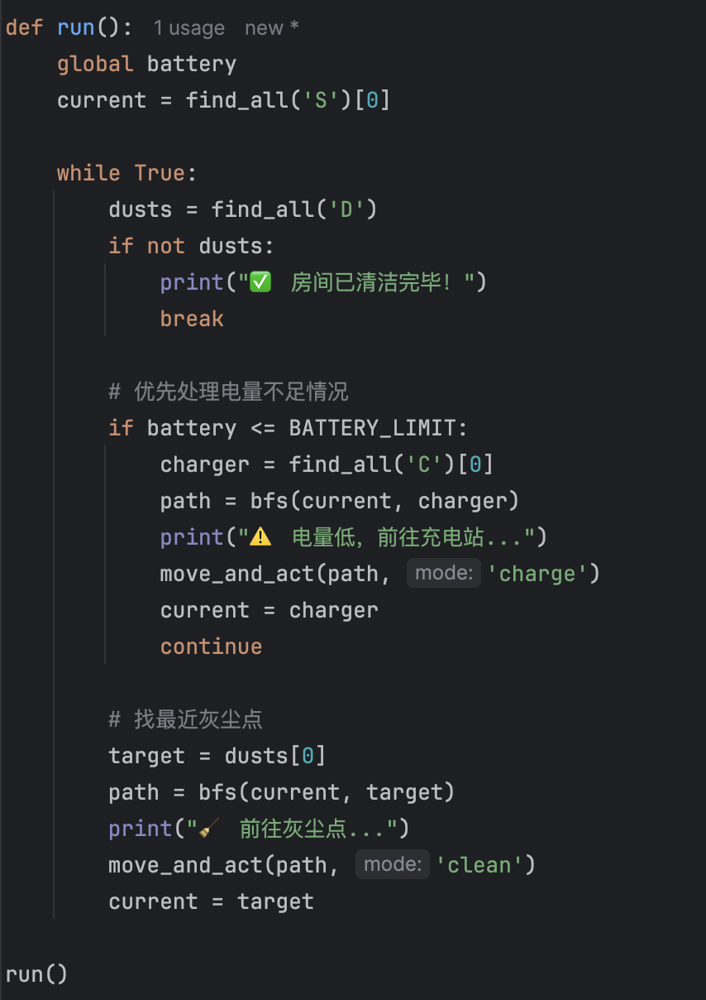 def run(): 1 usage new *
    global battery
    current = find_all('S')[0]

    while True:
        dusts = find_all('D')
        if not dusts:
            print("✅ 房间已清洁完毕！")
            break

        # 优先处理电量不足情况
        if battery <= BATTERY_LIMIT:
            charger = find_all('C')[0]
            path = bfs(current, charger)
            print("⚠️ 电量低，前往充电站...")
            move_and_act(path, mode: 'charge')
            current = charger
            continue

        # 找最近灰尘点
        target = dusts[0]
        path = bfs(current, target)
        print("🧹 前往灰尘点...")
        move_and_act(path, mode: 'clean')
        current = target

run()